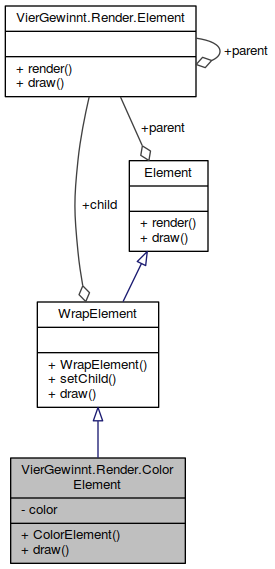 VierGewinnt.Render.Element
+ render()
+ draw()
+parent
+parent
+child
Element
+ render()
+ draw()
WrapElement
+ WrapElement()
+ setChild()
+ draw()
VierGewinnt.Render.Color
Element
- color
+ ColorElement()
+ draw()